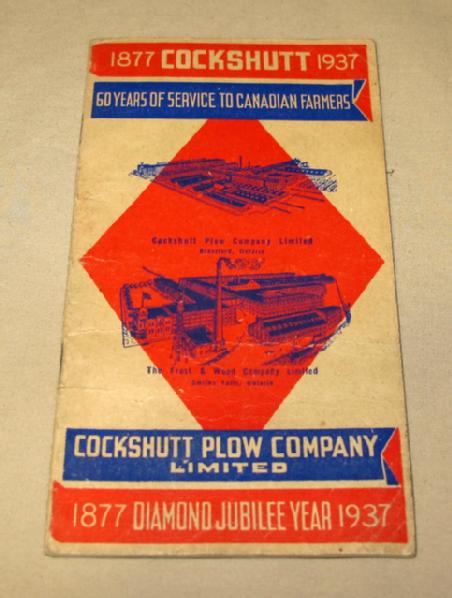 1877 COCKSHUTT 1937
60 YEARS OF SERVICE TO CANADIAN FARMERS
Cockshutt Plow Company Limited
Brantford, Ontario
The Frost & Wood Company Limited
Smiths Falls, Ontario
COCKSHUTT PLOW COMPANY
LIMITED
1877 DIAMOND JUBILEE YEAR 1937